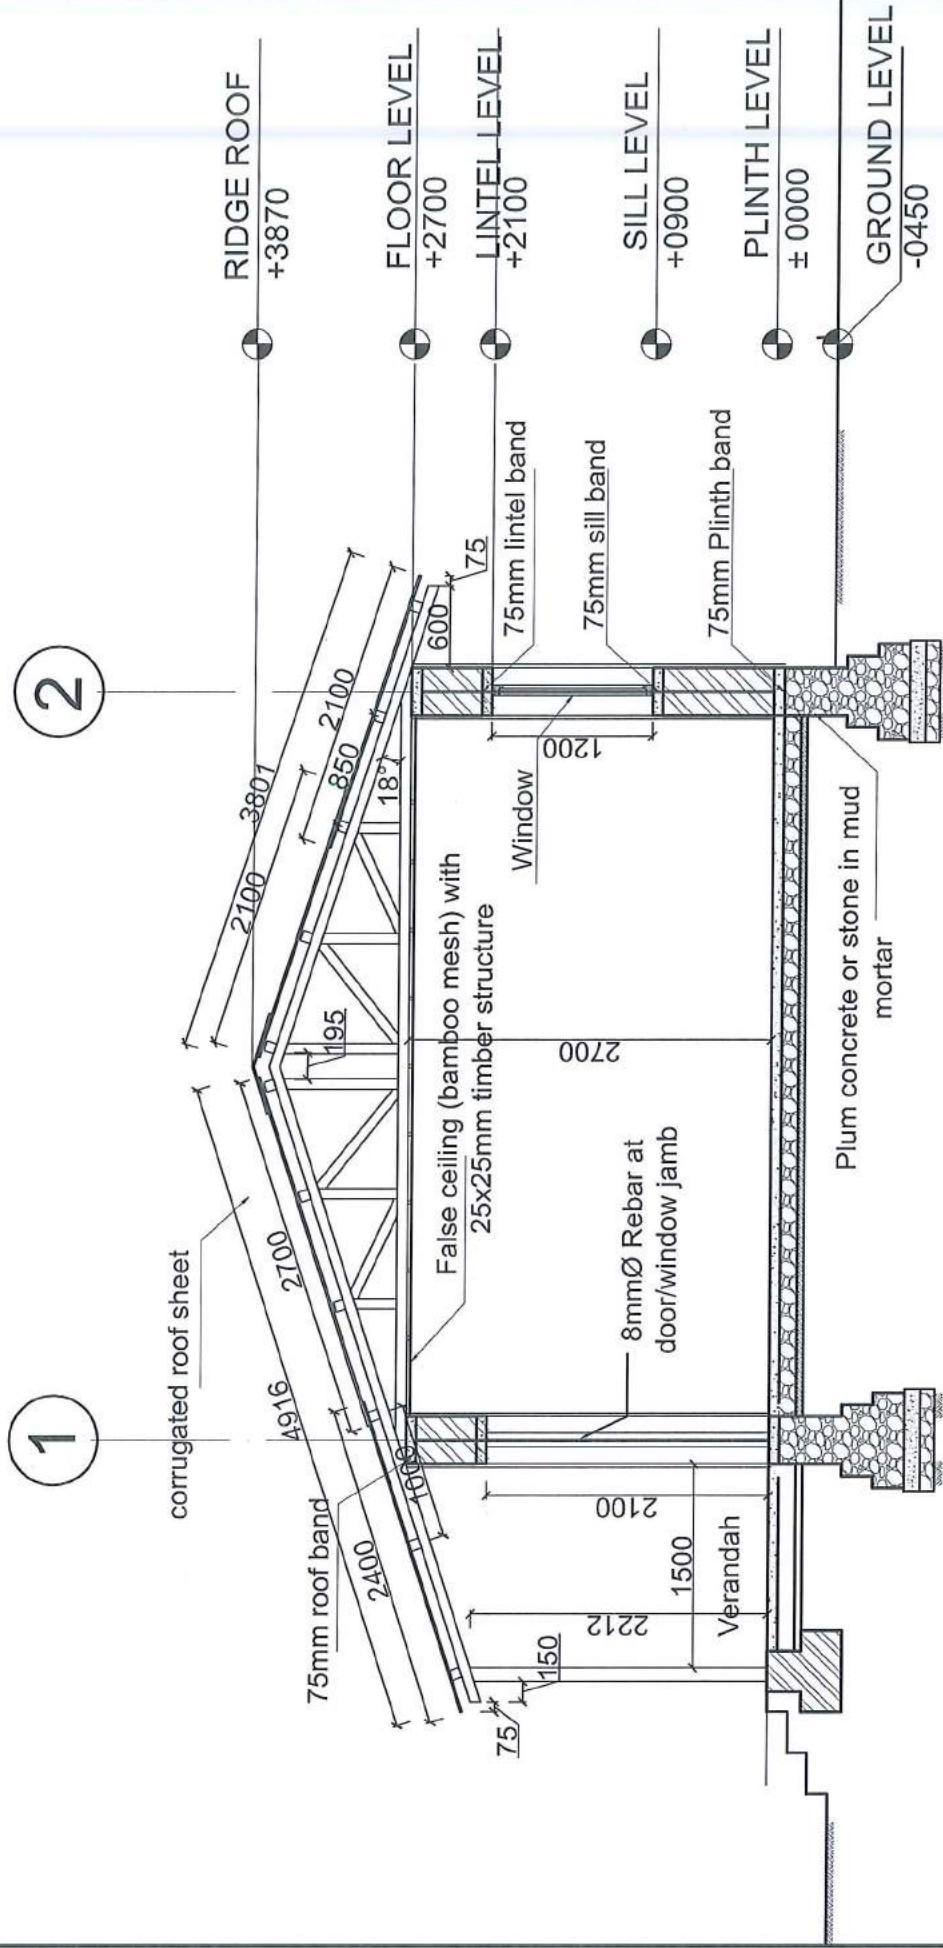 1
2
corrugated roof sheet
4916
2700
2400
1000
75mm roof band
3801
2100
2100
850
18°
195
600
75
RIDGE ROOF
+3870
FLOOR LEVEL
+2700
LINTEL LEVEL
+2100
SILL LEVEL
+0900
PLINTH LEVEL
± 0000
GROUND LEVEL
-0450
False ceiling (bamboo mesh) with
25x25mm timber structure
75mm lintel band
75mm sill band
75mm Plinth band
Window
1200
2700
8mmØ Rebar at
door/window jamb
2100
1500
2212
Verandah
150
75
Plum concrete or stone in mud
mortar